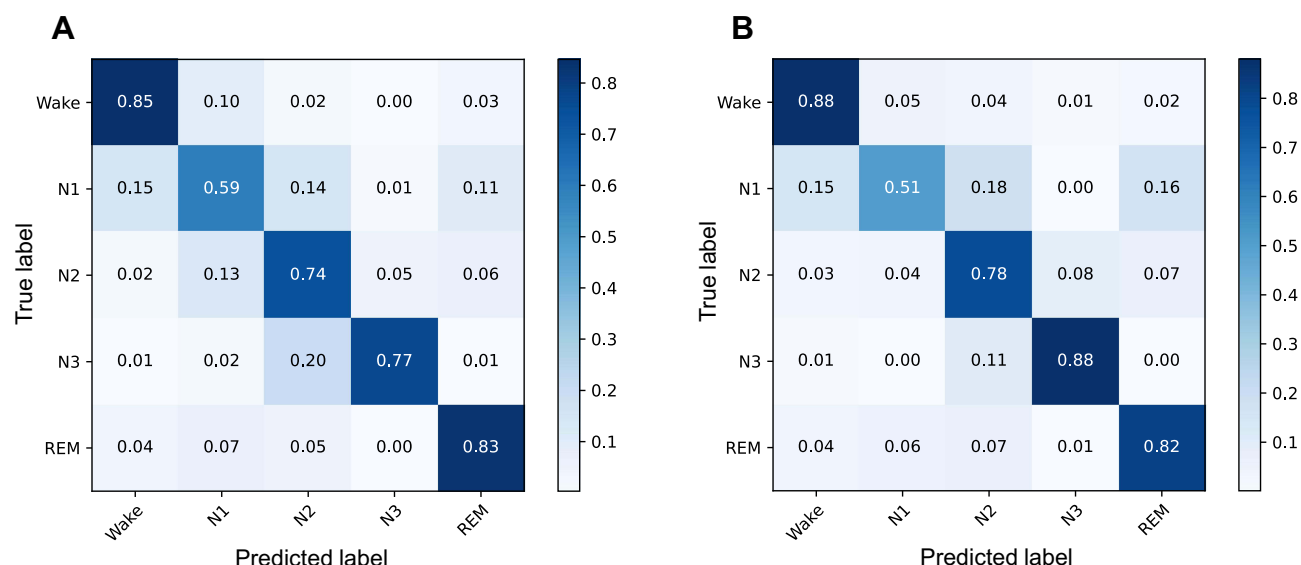 A
Wake 0.85 0.10 0.02 0.00 0.03
N1 0.15 0.59 0.14 0.01 0.11
N2 0.02 0.13 0.74 0.05 0.06
N3 0.01 0.02 0.20 0.77 0.01
REM 0.04 0.07 0.05 0.00 0.83
Wake N1 N2 N3 REM
True label
Predicted label
0.8
0.7
0.6
0.5
0.4
0.3
0.2
0.1
B
Wake 0.88 0.05 0.04 0.01 0.02
N1 0.15 0.51 0.18 0.00 0.16
N2 0.03 0.04 0.78 0.08 0.07
N3 0.01 0.00 0.11 0.88 0.00
REM 0.04 0.06 0.07 0.01 0.82
Wake N1 N2 N3 REM
True label
Predicted label
0.8
0.7
0.6
0.5
0.4
0.3
0.2
0.1